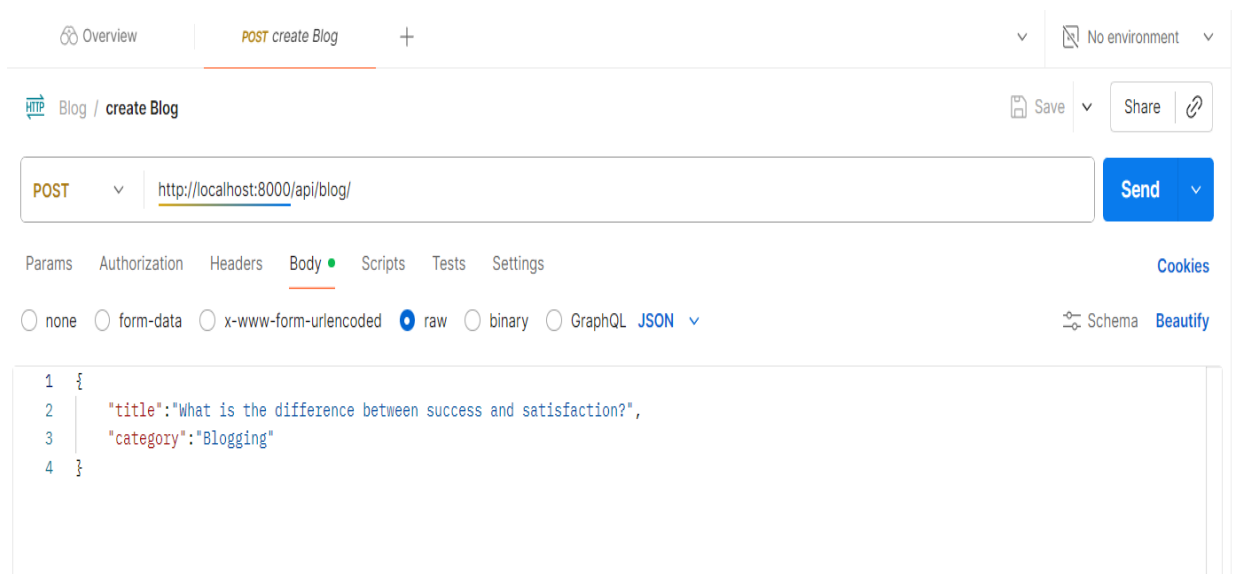 Overview POST create Blog + No environment
HTTP Blog / create Blog Save Share
POST http://localhost:8000/api/blog/ Send
Params Authorization Headers Body Scripts Tests Settings Cookies
none form-data x-www-form-urlencoded raw binary GraphQL JSON Schema Beautify
1 {
2 "title":"What is the difference between success and satisfaction?",
3 "category":"Blogging"
4 }